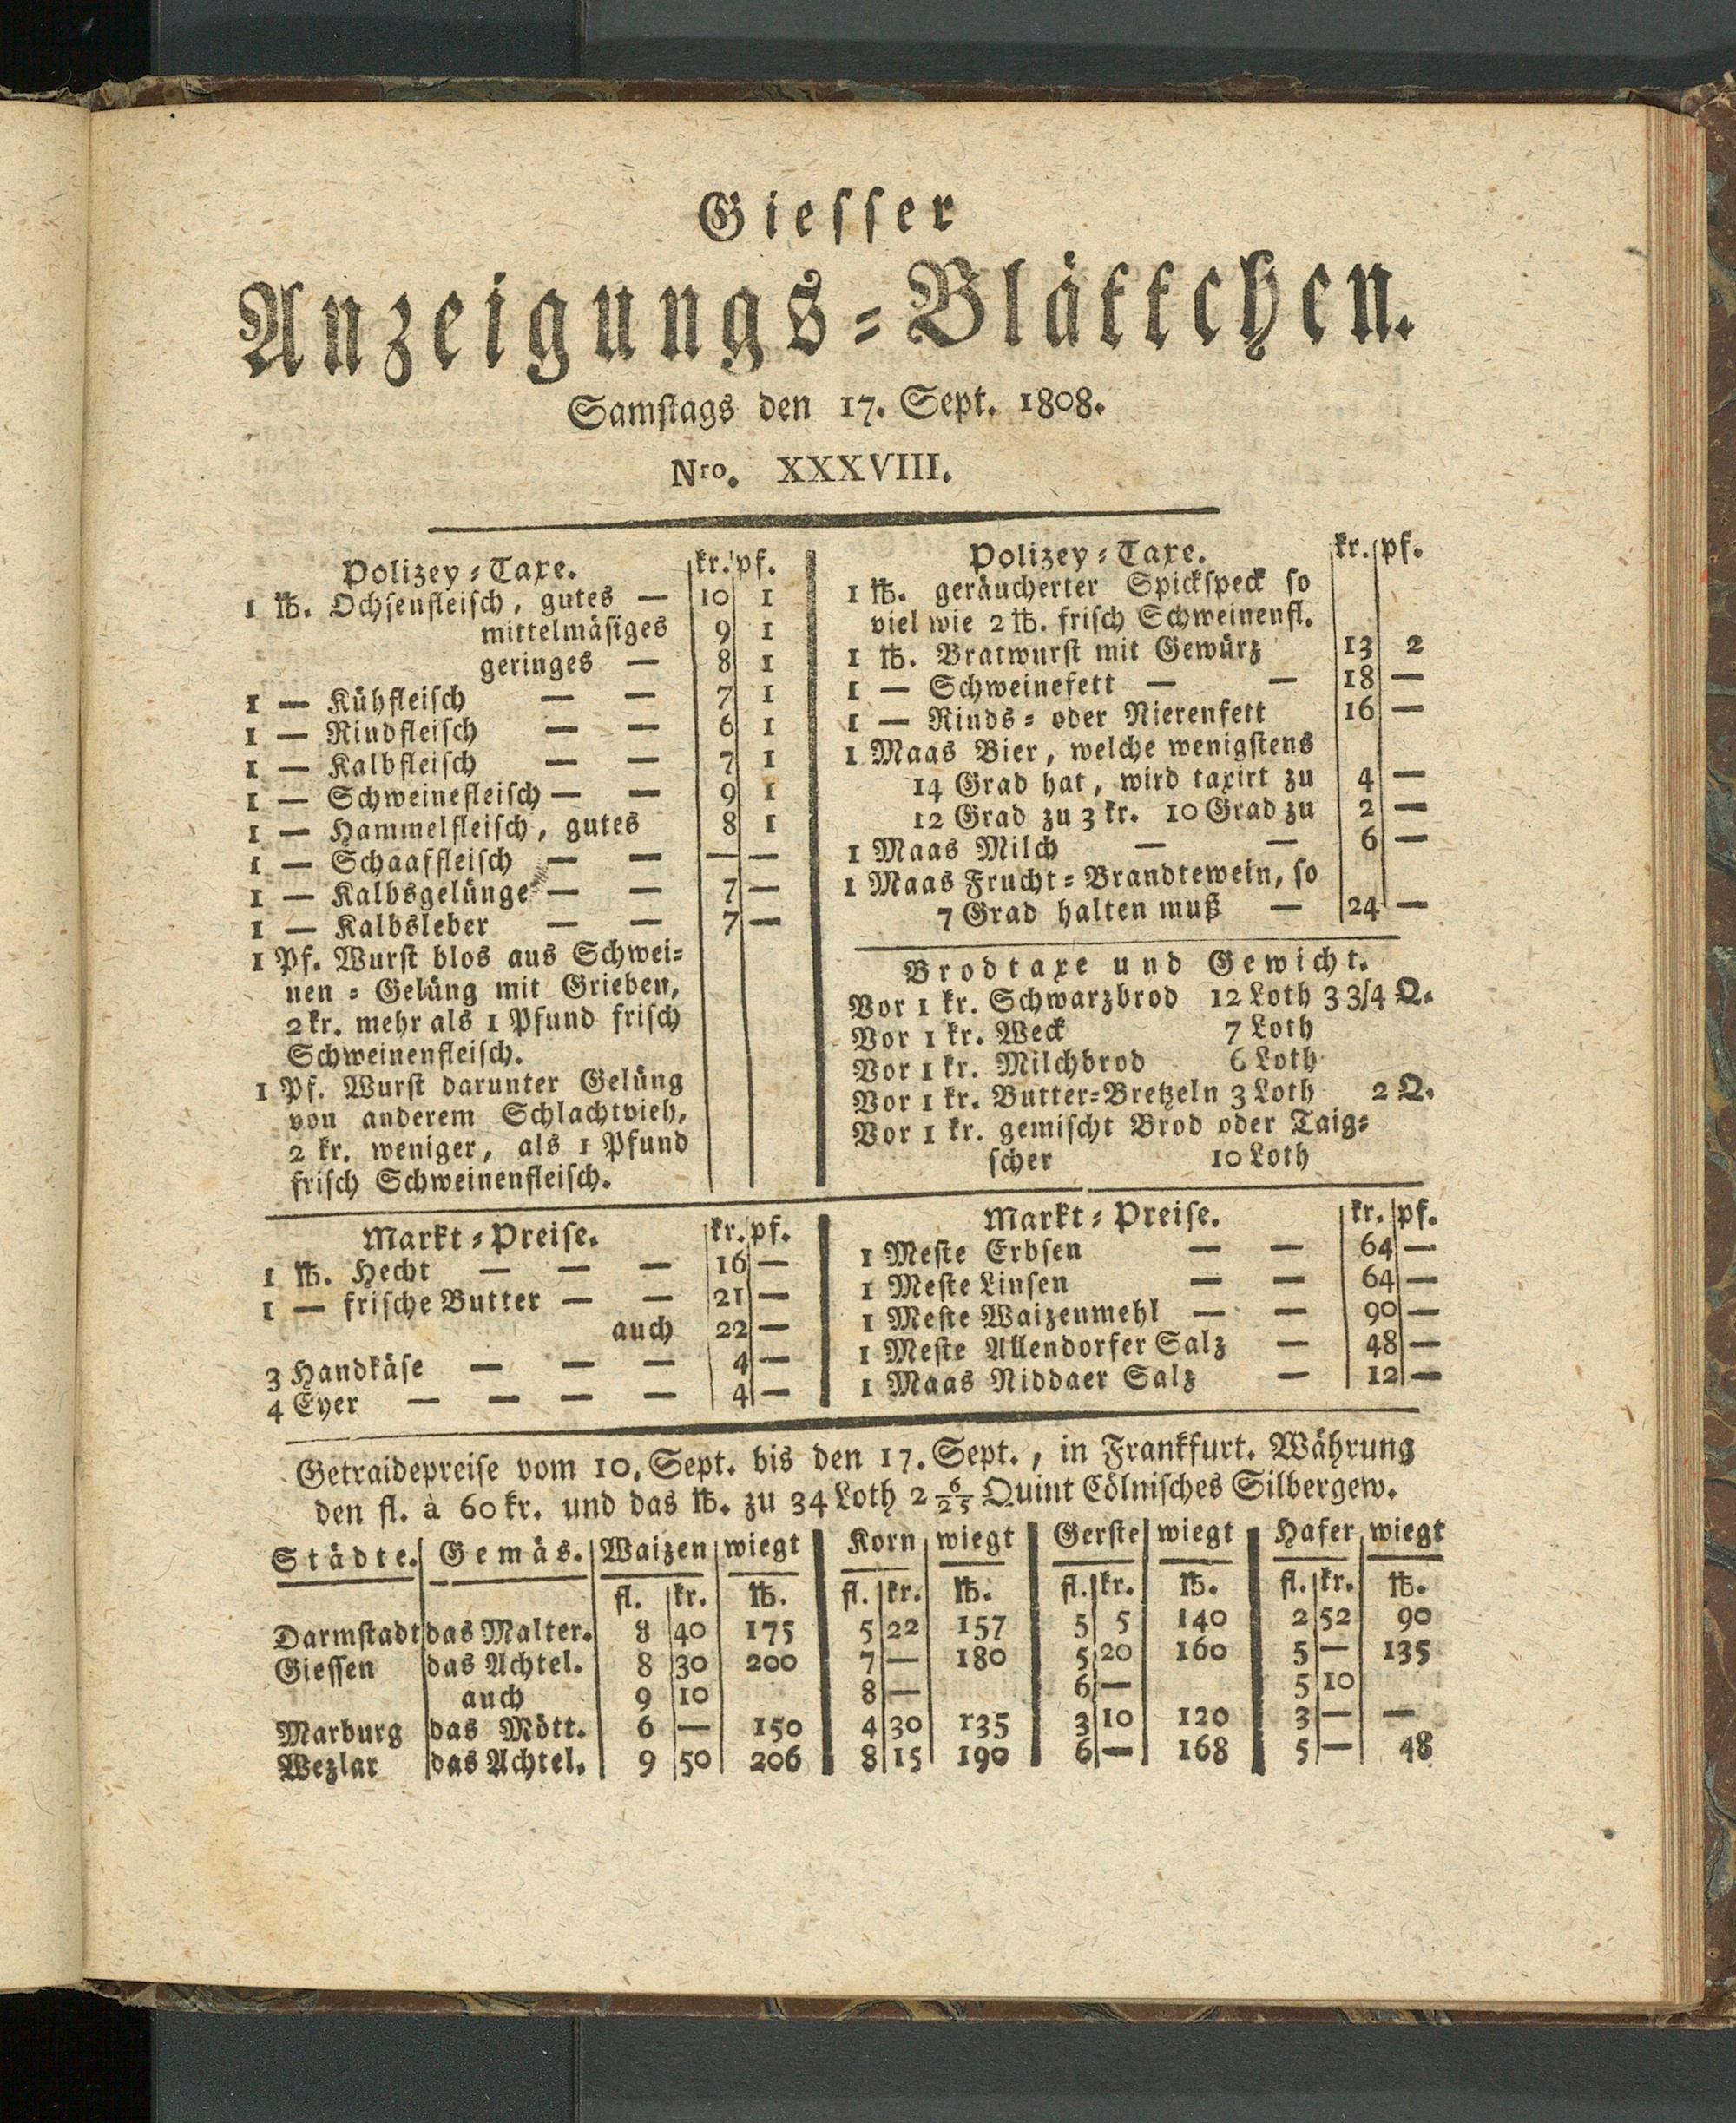 Giesser
Anzeigungs-Blättchen.
Samstags den 17. Sept. 1808.
Nro. XXXVIII.
Polizey-Taxe. kr. pf.
1 ℔. Ochsenfleisch, gutes — 10 1
mittelmäsiges 9 1
geringes — 8 1
1 — Kühfleisch — — 7 1
1 — Rindfleisch — — 6 1
1 — Kalbfleisch — — 7 1
1 — Schweinefleisch — — 9 1
1 — Hammelfleisch, gutes 8 1
1 — Schaaffleisch — — — —
1 — Kalbsgelünge — — 7 —
1 — Kalbsleber — — 7 —
1 Pf. Wurst blos aus Schwei-
nen-Gelüng mit Grieben,
2 kr. mehr als 1 Pfund frisch
Schweinenfleisch.
1 Pf. Wurst darunter Gelüng
von anderem Schlachtvieh,
2 kr. weniger, als 1 Pfund
frisch Schweinenfleisch.
Polizey-Taxe. kr. pf.
1 ℔. geräucherter Spickspeck so
viel wie 2 ℔. frisch Schweinenfl.
1 ℔. Bratwurst mit Gewürz 13 2
1 — Schweinefett — — 18 —
1 — Rinds- oder Nierenfett 16 —
1 Maas Bier, welche wenigstens
14 Grad hat, wird taxirt zu 4 —
12 Grad zu 3 kr. 10 Grad zu 2 —
1 Maas Milch — — 6 —
1 Maas Frucht-Brandtewein, so
7 Grad halten muß — 24 —
Brodtaxe und Gewicht.
Vor 1 kr. Schwarzbrod 12 Loth 3 3/4 Q.
Vor 1 kr. Weck 7 Loth
Vor 1 kr. Milchbrod 6 Loth
Vor 1 kr. Butter-Bretzeln 3 Loth 2 Q.
Vor 1 kr. gemischt Brod oder Taig-
scher 10 Loth
Markt-Preise. kr. pf.
1 ℔. Hecht — — — 16 —
1 — frische Butter — — 21 —
auch 22 —
3 Handkäse — — — 4 —
4 Eyer — — — — 4 —
Markt-Preise. kr. pf.
1 Meste Erbsen — — 64 —
1 Meste Linsen — — 64 —
1 Meste Waizenmehl — — 90 —
1 Meste Allendorfer Salz — 48 —
1 Maas Niddaer Salz — 12 —
Getraidepreise vom 10. Sept. bis den 17. Sept., in Frankfurt. Währung
den fl. à 60 kr. und das ℔. zu 34 Loth 2 6/25 Quint Cölnisches Silbergew.
Städte. Gemäs. Waizen wiegt Korn wiegt Gerste wiegt Hafer wiegt
fl. kr. ℔. fl. kr. ℔. fl. kr. ℔. fl. kr. ℔.
Darmstadt das Malter. 8 40 175 5 22 157 5 5 140 2 52 90
Giessen das Achtel. 8 30 200 7 — 180 5 20 160 5 — 135
auch 9 10 8 — 6 — 5 10
Marburg das Mött. 6 — 150 4 30 135 3 10 120 3 — —
Wezlar das Achtel. 9 50 206 8 15 190 6 — 168 5 — 48